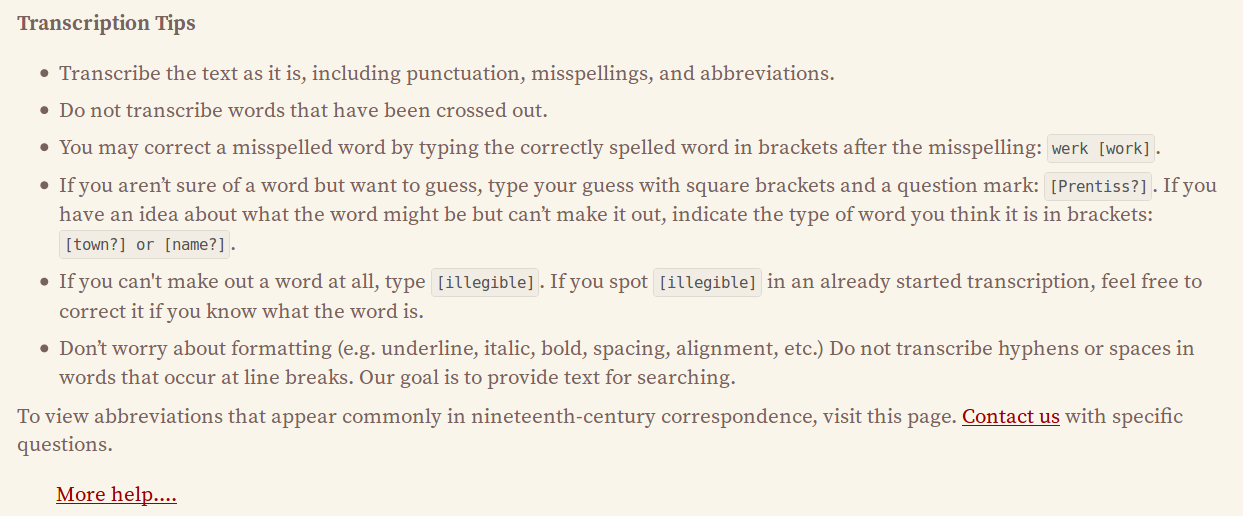 Transcription Tips
• Transcribe the text as it is, including punctuation, misspellings, and abbreviations.
• Do not transcribe words that have been crossed out.
• You may correct a misspelled word by typing the correctly spelled word in brackets after the misspelling: werk [work].
• If you aren’t sure of a word but want to guess, type your guess with square brackets and a question mark: [Prentiss?]. If you
have an idea about what the word might be but can’t make it out, indicate the type of word you think it is in brackets:
[town?] or [name?].
• If you can't make out a word at all, type [illegible]. If you spot [illegible] in an already started transcription, feel free to
correct it if you know what the word is.
• Don’t worry about formatting (e.g. underline, italic, bold, spacing, alignment, etc.) Do not transcribe hyphens or spaces in
words that occur at line breaks. Our goal is to provide text for searching.
To view abbreviations that appear commonly in nineteenth-century correspondence, visit this page. Contact us with specific
questions.
More help....